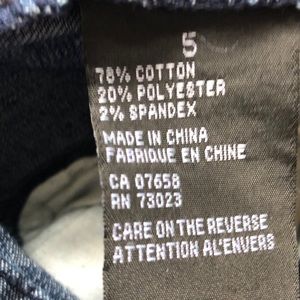 5
78% COTTON
20% POLYESTER
2% SPANDEX
MADE IN CHINA
FABRIQUE EN CHINE
CA 07658
RN 73023
CARE ON THE REVERSE
ATTENTION AL'ENVERS